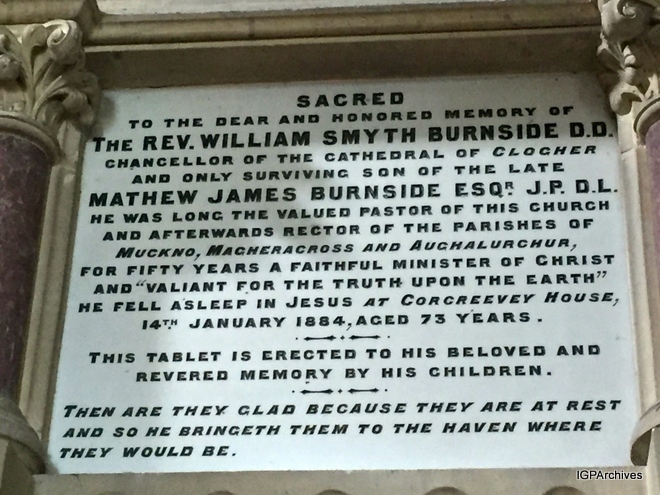 SACRED
TO THE DEAR AND HONORED MEMORY OF
THE REV. WILLIAM SMYTH BURNSIDE D.D.
CHANCELLOR OF THE CATHEDRAL OF CLOGHER
AND ONLY SURVIVING SON OF THE LATE
MATHEW JAMES BURNSIDE ESQR. J.P. D.L.
HE WAS LONG THE VALUED PASTOR OF THIS CHURCH
AND AFTERWARDS RECTOR OF THE PARISHES OF
MUCKNO, MAGHERACROSS AND AUGHALURCHUR,
FOR FIFTY YEARS A FAITHFUL MINISTER OF CHRIST
AND "VALIANT FOR THE TRUTH UPON THE EARTH"
HE FELL ASLEEP IN JESUS AT CORCREEVEY HOUSE,
14TH JANUARY 1884, AGED 73 YEARS.
THIS TABLET IS ERECTED TO HIS BELOVED AND
REVERED MEMORY BY HIS CHILDREN.
THEN ARE THEY GLAD BECAUSE THEY ARE AT REST
AND SO HE BRINGETH THEM TO THE HAVEN WHERE
THEY WOULD BE.
IGPArchives